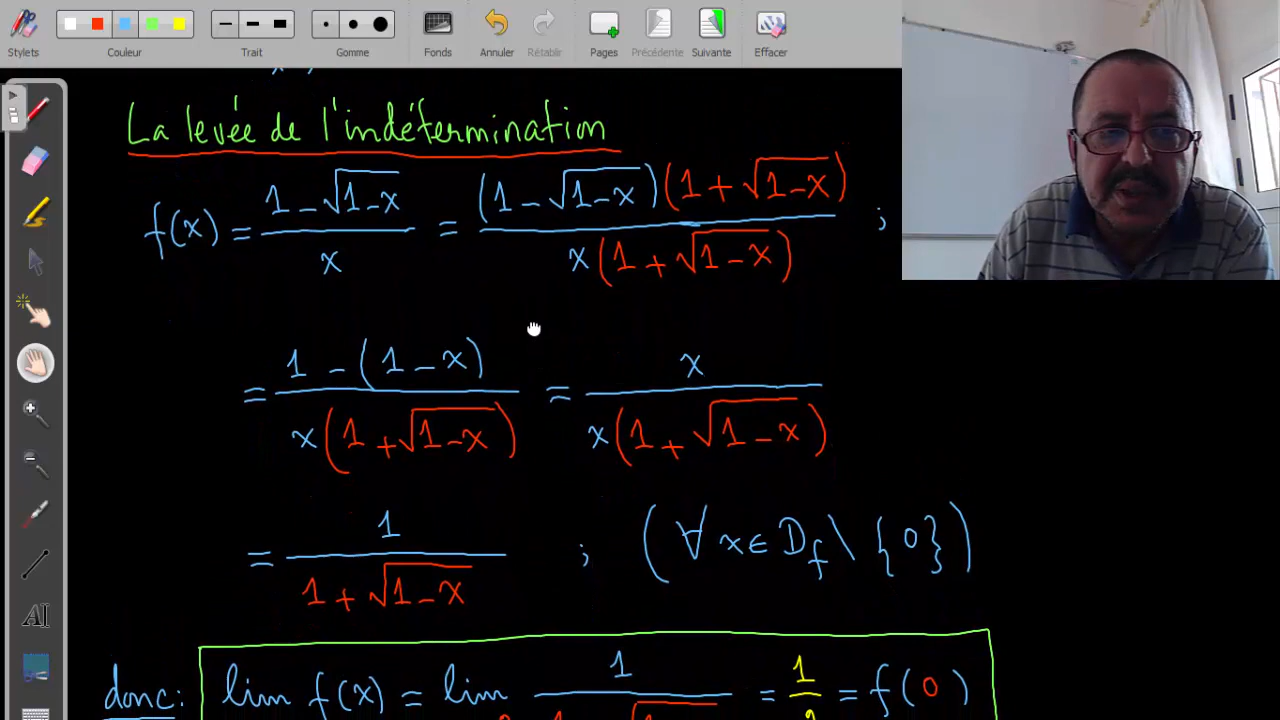 Stylets Couleur Trait Gomme Fonds Annuler Rétablir Pages Précédente Suivante Effacer
La levée de l'indétermination
f(x) = (1 - √(1-x)) / x = (1 - √(1-x))(1 + √(1-x)) / x(1 + √(1-x)) ;
= (1 - (1 - x)) / x(1 + √(1-x)) = x / x(1 + √(1-x))
= 1 / (1 + √(1-x)) ; (∀ x ∈ D_f \ {0})
donc: lim f(x) = lim 1 = 1 = f(0)